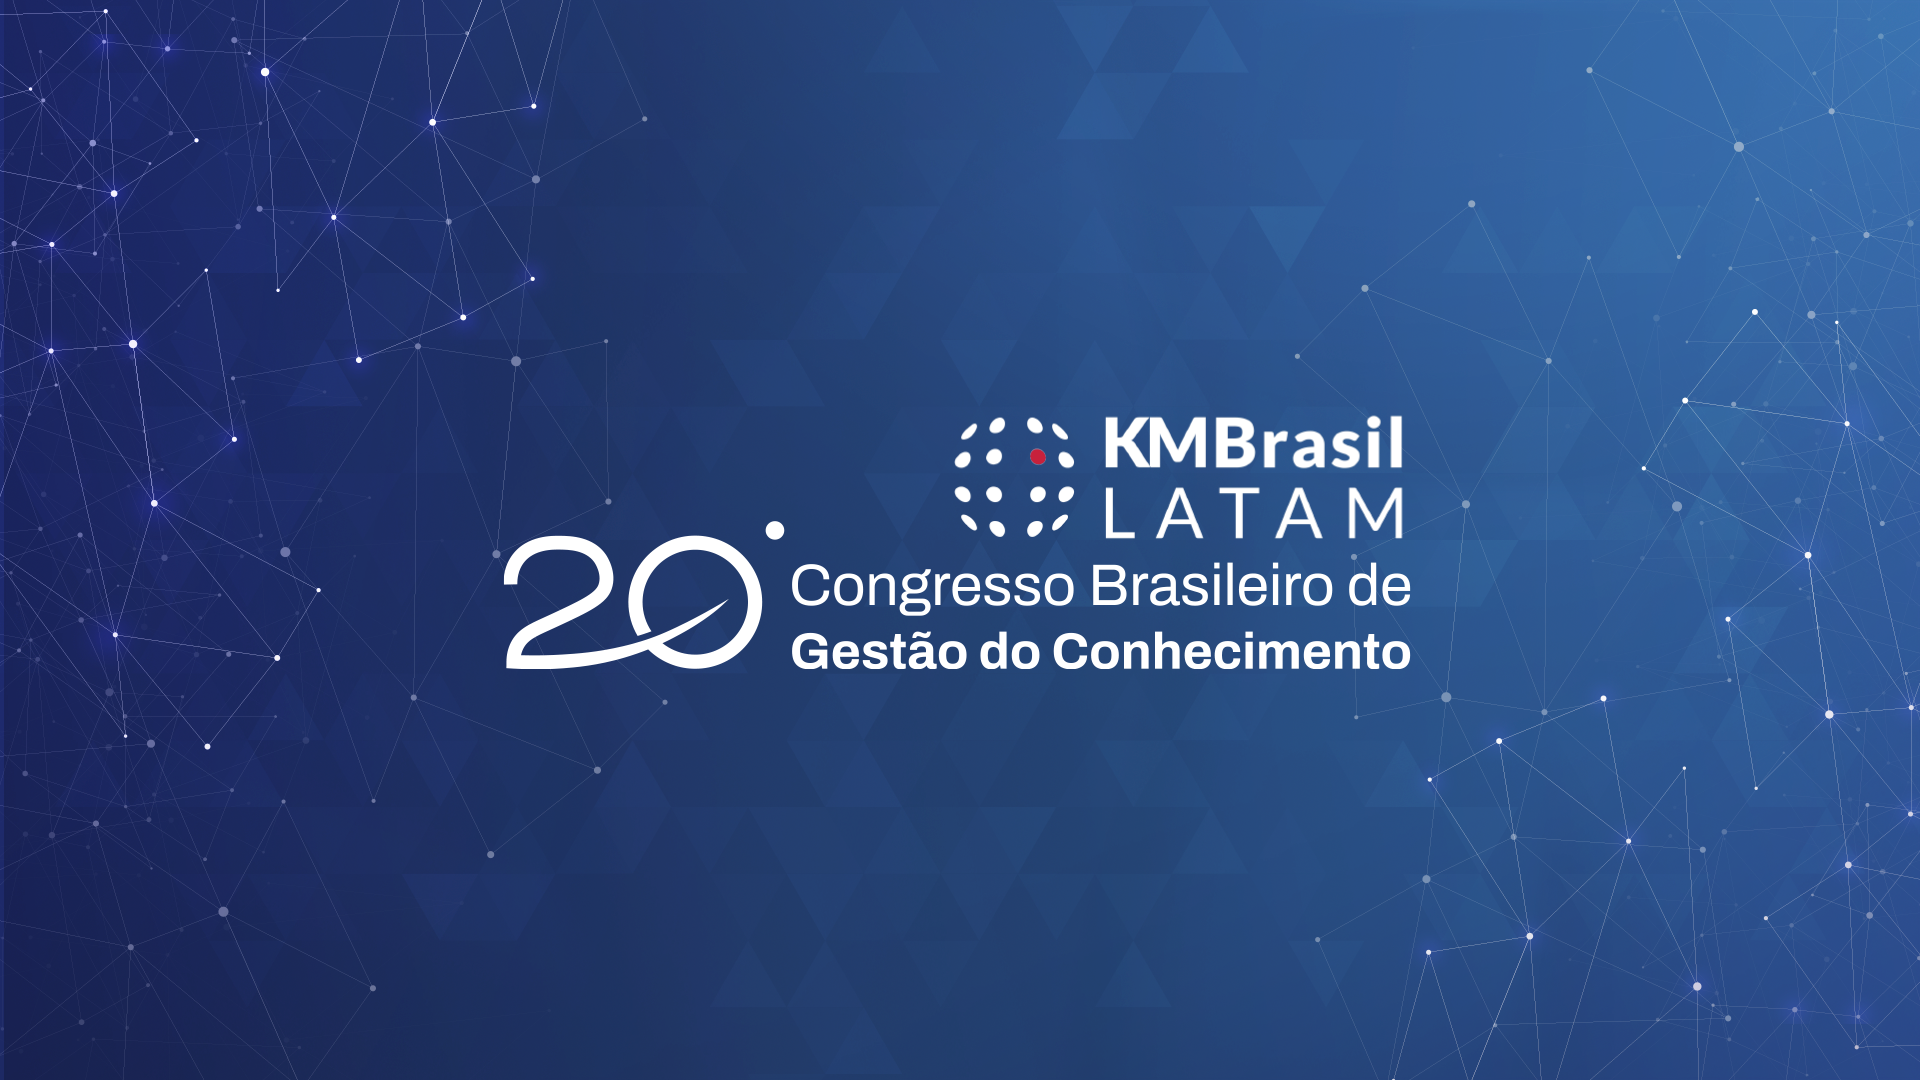 KMBrasil
LATAM
20°
Congresso Brasileiro de
Gestão do Conhecimento